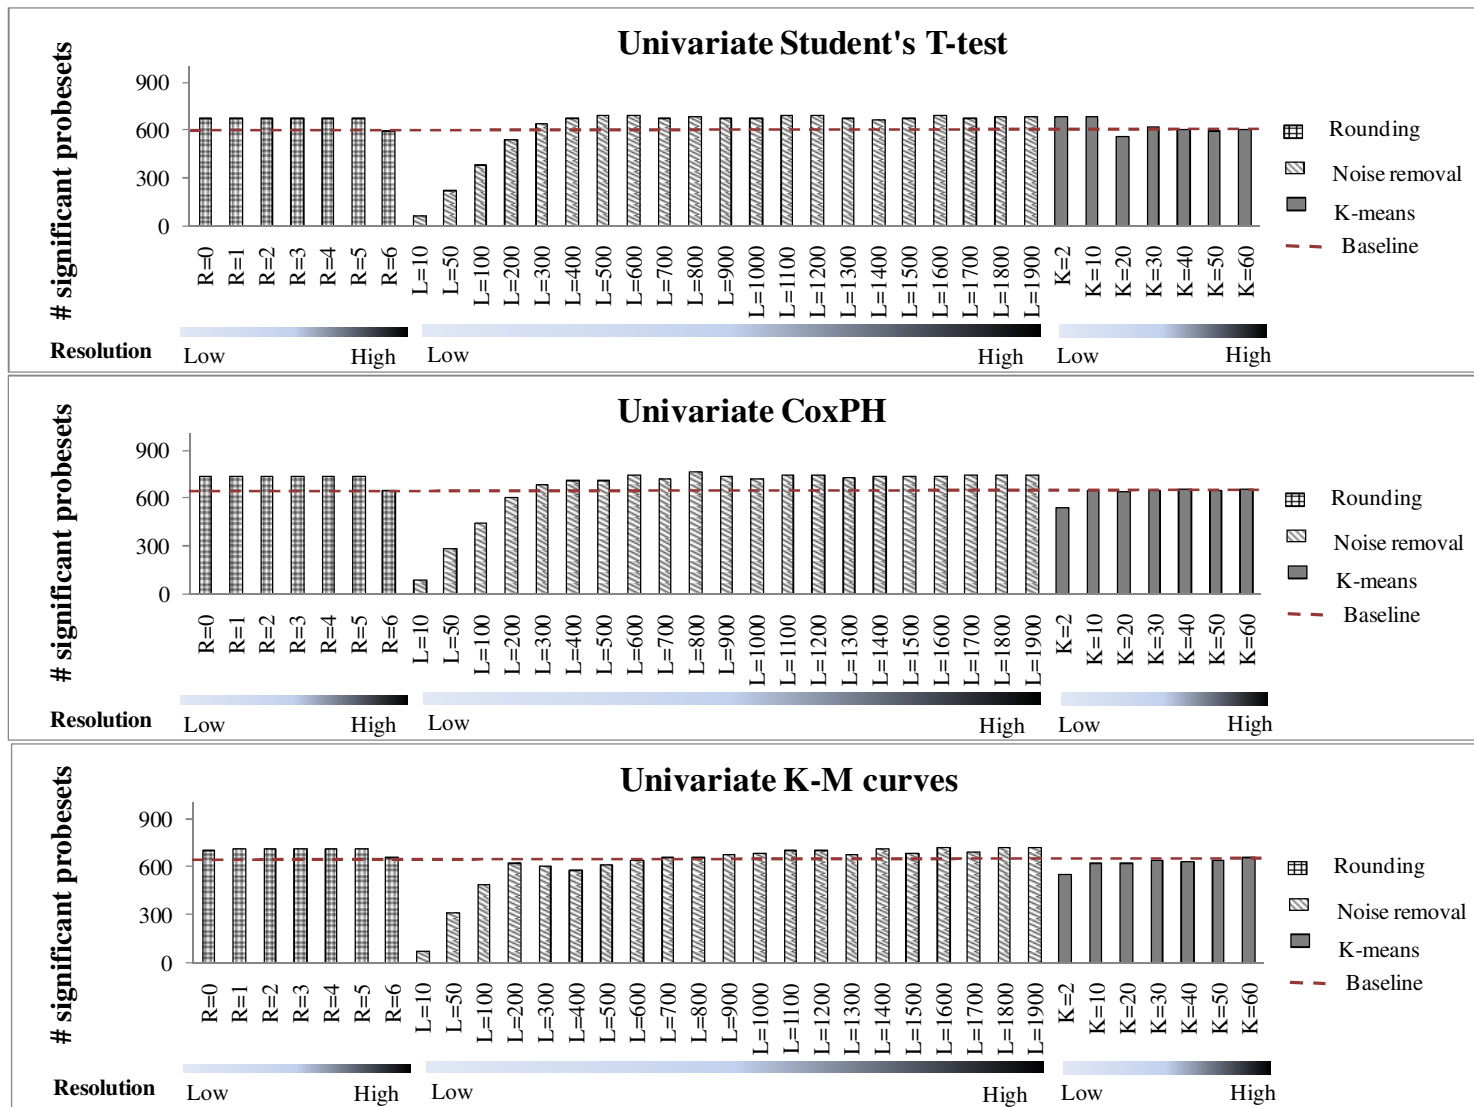 Univariate Student's T-test
# significant probesets
900
600
300
0
R=0 R=1 R=2 R=3 R=4 R=5 R=6 L=10 L=50 L=100 L=200 L=300 L=400 L=500 L=600 L=700 L=800 L=900 L=1000 L=1100 L=1200 L=1300 L=1400 L=1500 L=1600 L=1700 L=1800 L=1900 K=2 K=10 K=20 K=30 K=40 K=50 K=60
Rounding
Noise removal
K-means
Baseline
Resolution Low High Low High Low High
Univariate CoxPH
# significant probesets
900
600
300
0
R=0 R=1 R=2 R=3 R=4 R=5 R=6 L=10 L=50 L=100 L=200 L=300 L=400 L=500 L=600 L=700 L=800 L=900 L=1000 L=1100 L=1200 L=1300 L=1400 L=1500 L=1600 L=1700 L=1800 L=1900 K=2 K=10 K=20 K=30 K=40 K=50 K=60
Rounding
Noise removal
K-means
Baseline
Resolution Low High Low High Low High
Univariate K-M curves
# significant probesets
900
600
300
0
R=0 R=1 R=2 R=3 R=4 R=5 R=6 L=10 L=50 L=100 L=200 L=300 L=400 L=500 L=600 L=700 L=800 L=900 L=1000 L=1100 L=1200 L=1300 L=1400 L=1500 L=1600 L=1700 L=1800 L=1900 K=2 K=10 K=20 K=30 K=40 K=50 K=60
Rounding
Noise removal
K-means
Baseline
Resolution Low High Low High Low High